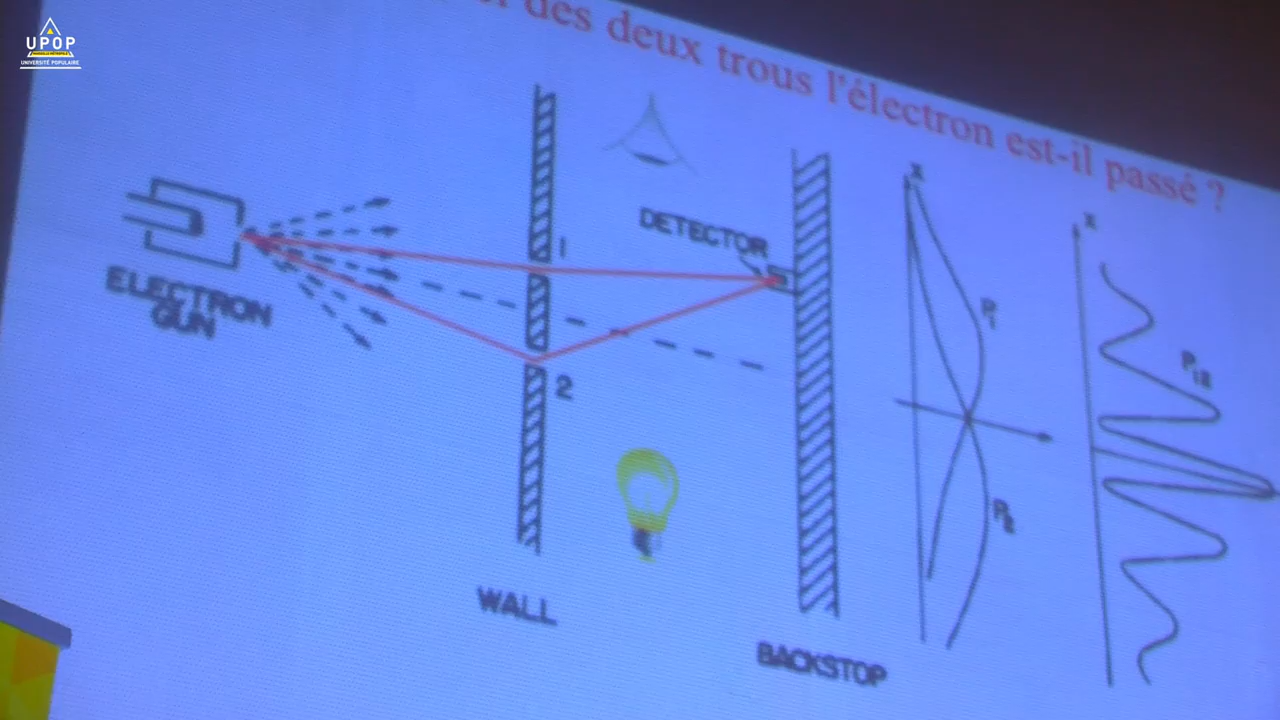 UPOP
UNIVERSITÉ POPULAIRE
des deux trous l'électron est-il passé ?
x
x
1
DETECTOR
ELECTRON
GUN
P1
P12
2
P2
WALL
BACKSTOP